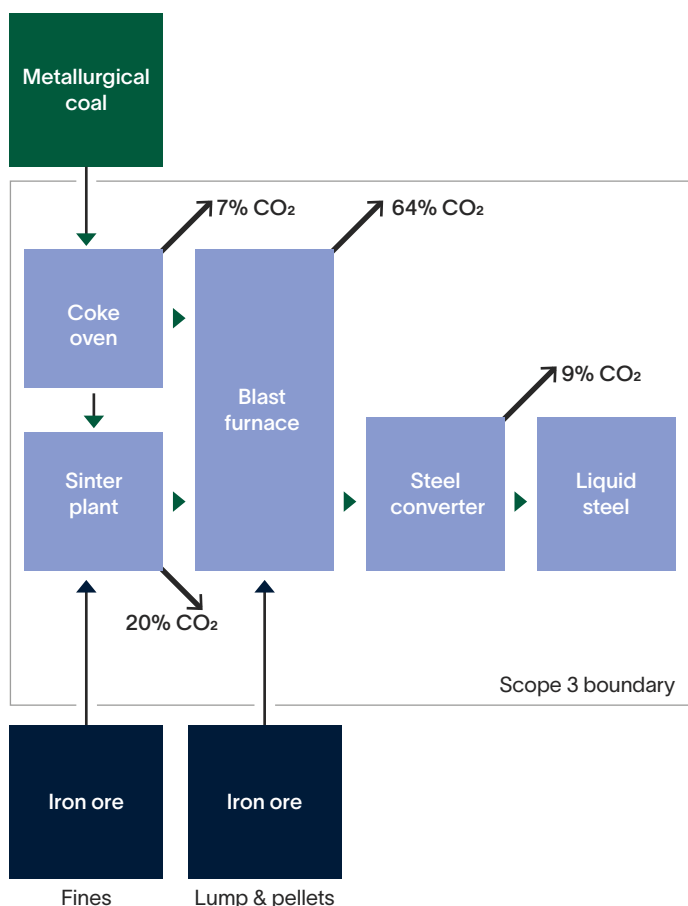 Metallurgical
coal
7% CO₂
64% CO₂
Coke
oven
Blast
furnace
9% CO₂
Sinter
plant
Steel
converter
Liquid
steel
20% CO₂
Scope 3 boundary
Iron ore
Iron ore
Fines
Lump & pellets